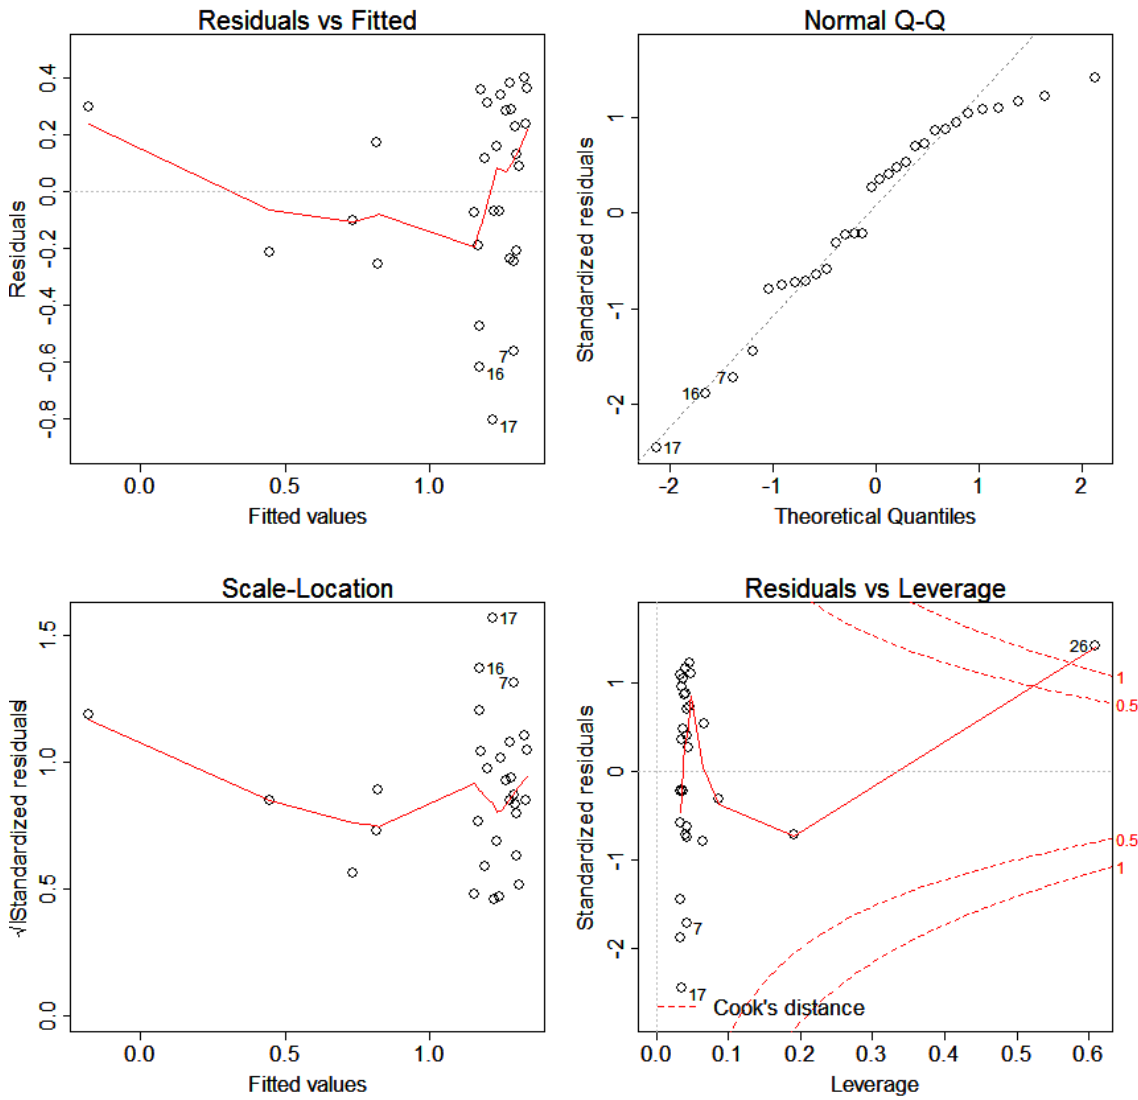 Residuals vs Fitted
Residuals
0.4
0.2
0.0
-0.2
-0.4
-0.6
-0.8
7
16
17
0.0 0.5 1.0
Fitted values
Normal Q-Q
Standardized residuals
1
0
-1
-2
7
16
17
-2 -1 0 1 2
Theoretical Quantiles
Scale-Location
√|Standardized residuals|
1.5
1.0
0.5
0.0
17
16
7
0.0 0.5 1.0
Fitted values
Residuals vs Leverage
Standardized residuals
1
0
-1
-2
26
1
0.5
0.5
1
7
17
Cook's distance
0.0 0.1 0.2 0.3 0.4 0.5 0.6
Leverage